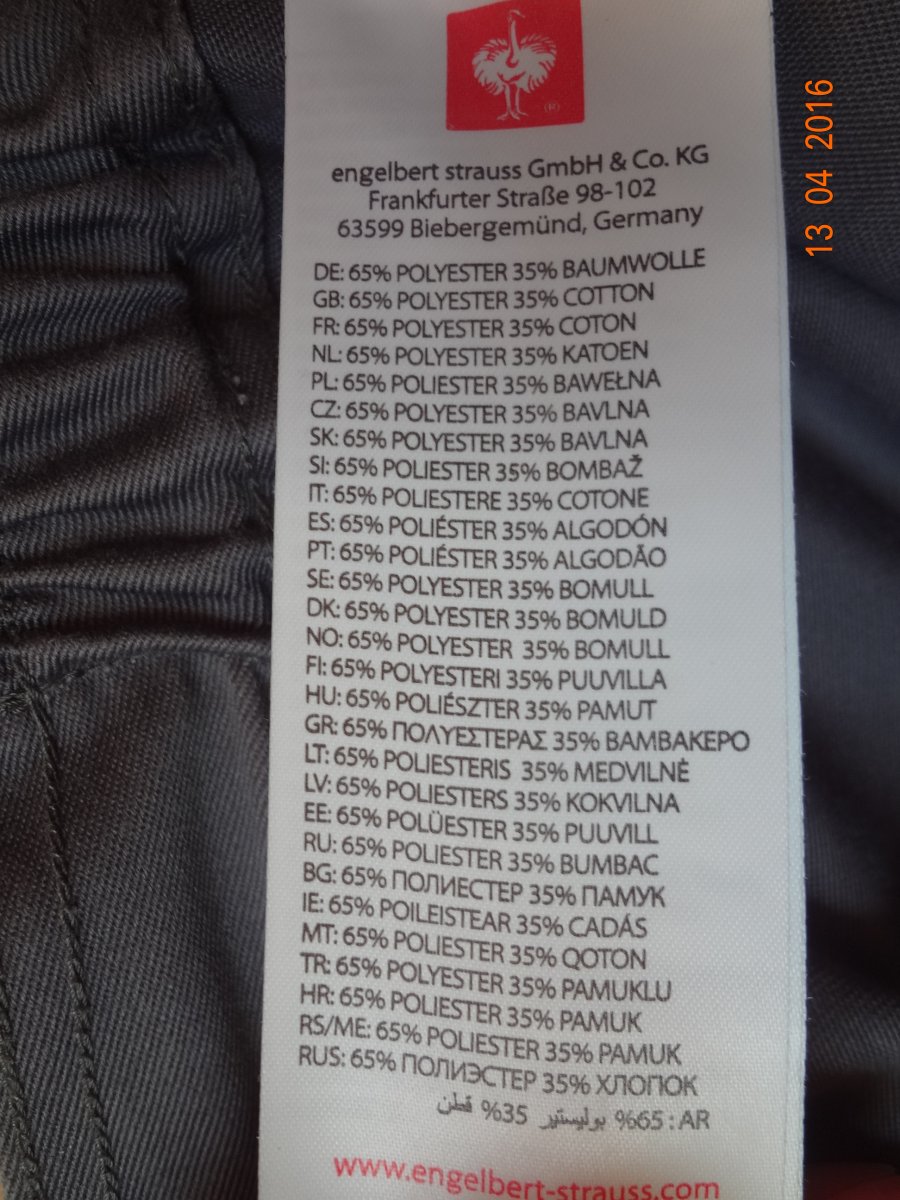 (R)
engelbert strauss GmbH & Co. KG
Frankfurter Straße 98-102
63599 Biebergemünd, Germany
DE: 65% POLYESTER 35% BAUMWOLLE
GB: 65% POLYESTER 35% COTTON
FR: 65% POLYESTER 35% COTON
NL: 65% POLYESTER 35% KATOEN
PL: 65% POLIESTER 35% BAWEŁNA
CZ: 65% POLYESTER 35% BAVLNA
SK: 65% POLYESTER 35% BAVLNA
SI: 65% POLIESTER 35% BOMBAŽ
IT: 65% POLIESTERE 35% COTONE
ES: 65% POLIÉSTER 35% ALGODÓN
PT: 65% POLIÉSTER 35% ALGODÃO
SE: 65% POLYESTER 35% BOMULL
DK: 65% POLYESTER 35% BOMULD
NO: 65% POLYESTER 35% BOMULL
FI: 65% POLYESTERI 35% PUUVILLA
HU: 65% POLIÉSZTER 35% PAMUT
GR: 65% ΠΟΛΥΕΣΤΕΡΑΣ 35% ΒΑΜΒΑΚΕΡΟ
LT: 65% POLIESTERIS 35% MEDVILNĖ
LV: 65% POLIESTERS 35% KOKVILNA
EE: 65% POLÜESTER 35% PUUVILL
RU: 65% POLIESTER 35% BUMBAC
BG: 65% ПОЛИЕСТЕР 35% ПАМУК
IE: 65% POILEISTEAR 35% CADÁS
MT: 65% POLIESTER 35% QOTON
TR: 65% POLYESTER 35% PAMUKLU
HR: 65% POLIESTER 35% PAMUK
RS/ME: 65% POLIESTER 35% PAMUK
RUS: 65% ПОЛИЭСТЕР 35% ХЛОПОК
AR: 65% بوليستير 35% قطن
www.engelbert-strauss.com
13 04 2016